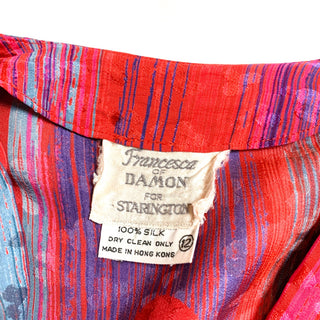 Francesca
OF
DAMON
FOR
STARINGTON
100% SILK
DRY CLEAN ONLY
MADE IN HONG KONG
12